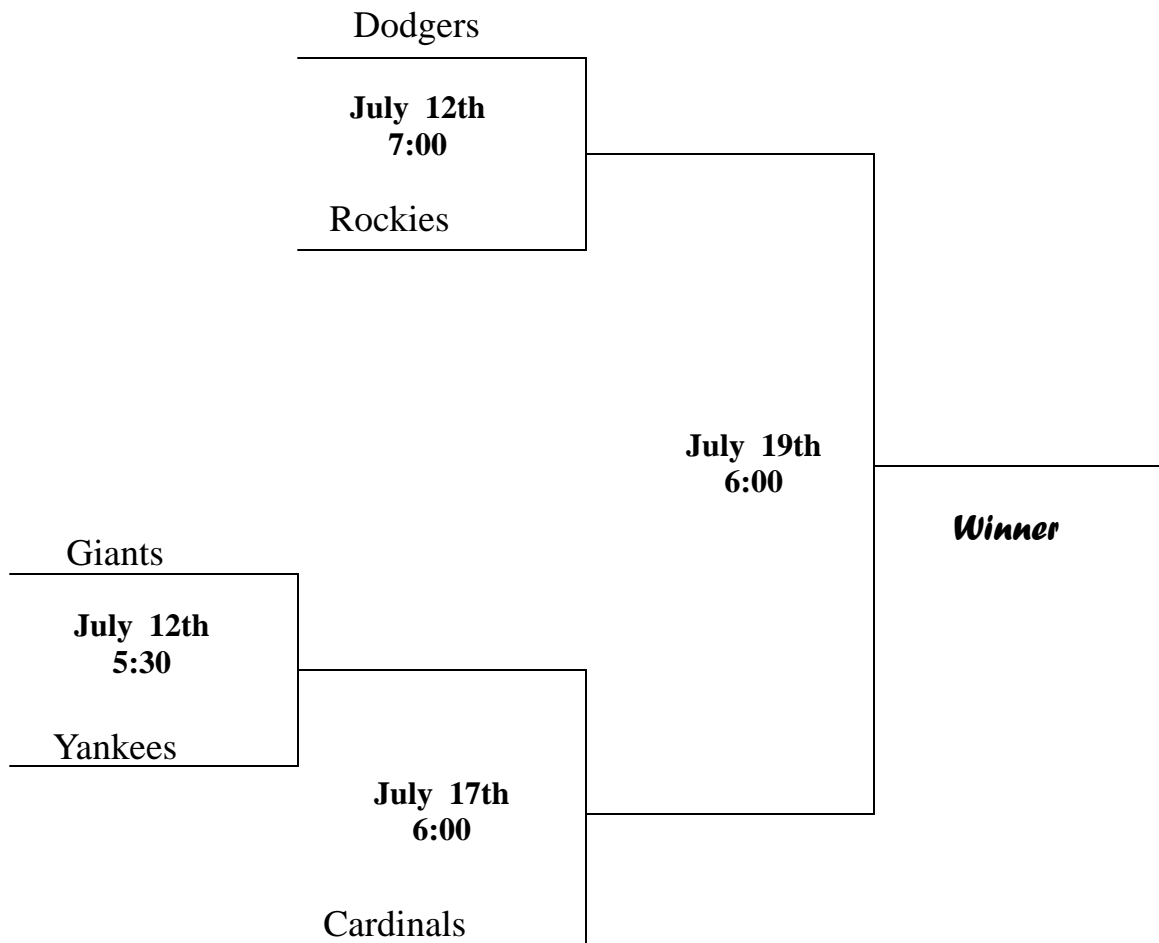 Dodgers
July 12th
7:00
Rockies
July 19th
6:00
Winner
Giants
July 12th
5:30
Yankees
July 17th
6:00
Cardinals